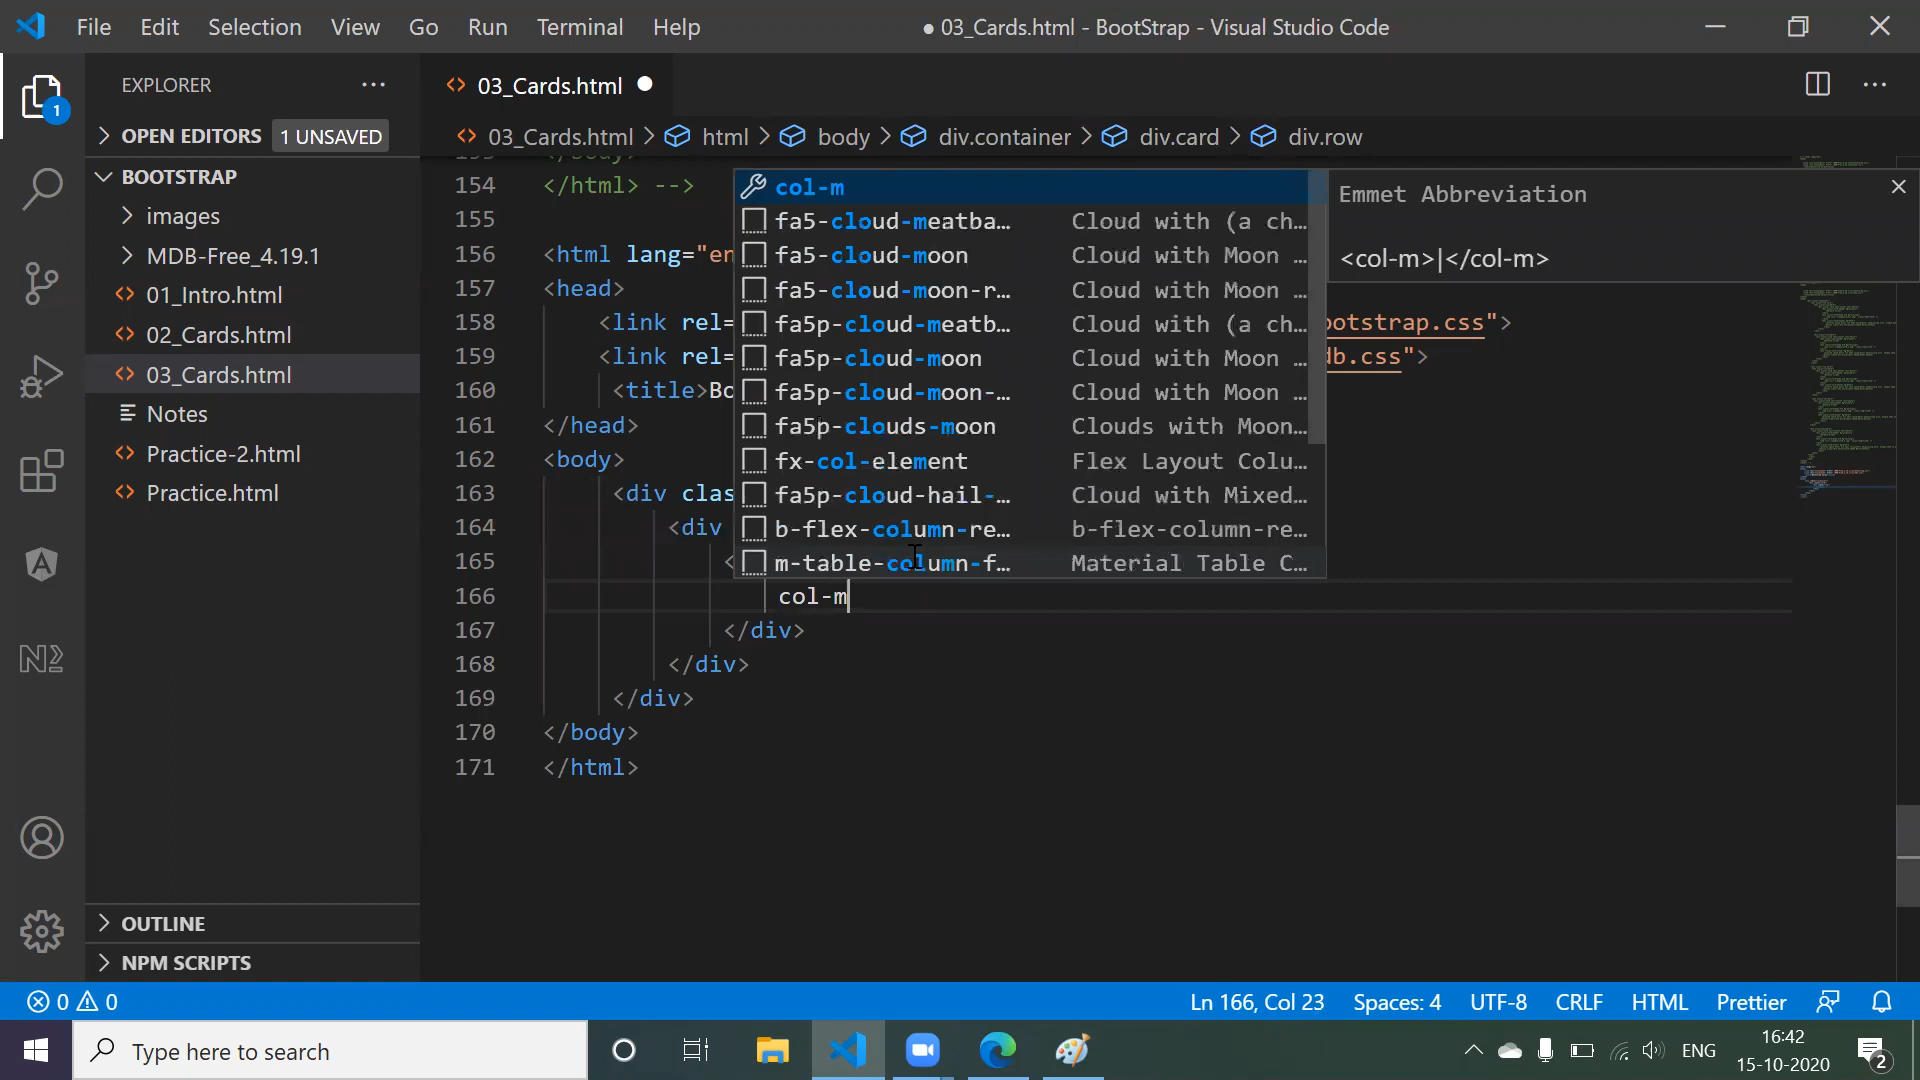 File Edit Selection View Go Run Terminal Help ● 03_Cards.html - BootStrap - Visual Studio Code
EXPLORER ···
03_Cards.html
OPEN EDITORS 1 UNSAVED
03_Cards.html > html > body > div.container > div.card > div.row
BOOTSTRAP
images
MDB-Free_4.19.1
01_Intro.html
02_Cards.html
03_Cards.html
Notes
Practice-2.html
Practice.html
OUTLINE
NPM SCRIPTS
1
154 </html> -->
155
156 <html lang="en
157 <head>
158 <link rel= ootstrap.css">
159 <link rel= db.css">
160 <title>Bo
161 </head>
162 <body>
163 <div clas
164 <div
165 <
166 col-m
167 </div>
168 </div>
169 </div>
170 </body>
171 </html>
col-m
fa5-cloud-meatba… Cloud with (a ch…
fa5-cloud-moon Cloud with Moon …
fa5-cloud-moon-r… Cloud with Moon …
fa5p-cloud-meatb… Cloud with (a ch…
fa5p-cloud-moon Cloud with Moon …
fa5p-cloud-moon-… Cloud with Moon …
fa5p-clouds-moon Clouds with Moon…
fx-col-element Flex Layout Colu…
fa5p-cloud-hail-… Cloud with Mixed…
b-flex-column-re… b-flex-column-re…
m-table-column-f… Material Table C…
Emmet Abbreviation
<col-m>|</col-m>
0 0 Ln 166, Col 23 Spaces: 4 UTF-8 CRLF HTML Prettier
Type here to search
ENG
16:42
15-10-2020
2